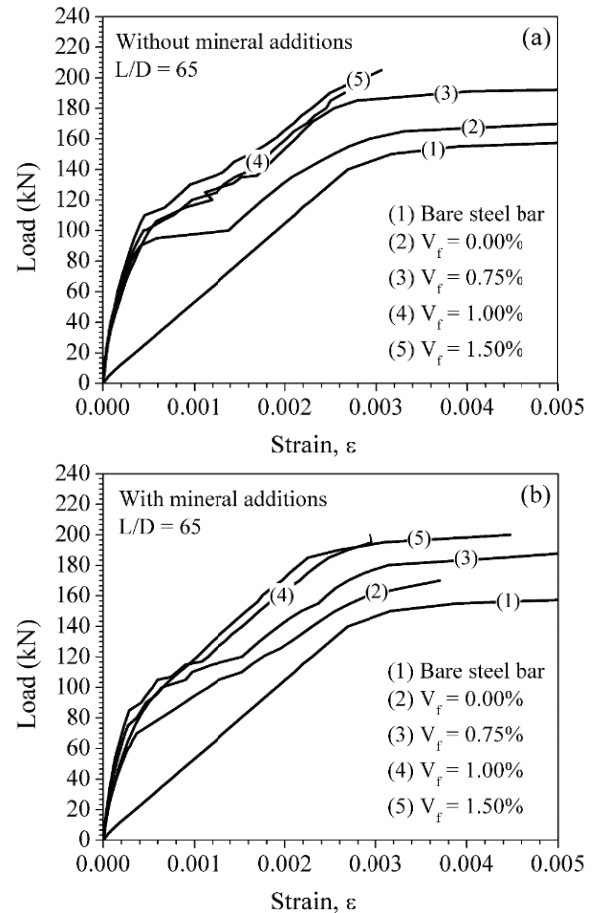 Without mineral additions
L/D = 65
(a)
Load (kN)
240
220
200
180
160
140
120
100
80
60
40
20
0
(5)
(3)
(4)
(2)
(1)
(1) Bare steel bar
(2) V_f = 0.00%
(3) V_f = 0.75%
(4) V_f = 1.00%
(5) V_f = 1.50%
0.000 0.001 0.002 0.003 0.004 0.005
Strain, ε
With mineral additions
L/D = 65
(b)
Load (kN)
240
220
200
180
160
140
120
100
80
60
40
20
0
(5)
(3)
(4)
(2)
(1)
(1) Bare steel bar
(2) V_f = 0.00%
(3) V_f = 0.75%
(4) V_f = 1.00%
(5) V_f = 1.50%
0.000 0.001 0.002 0.003 0.004 0.005
Strain, ε